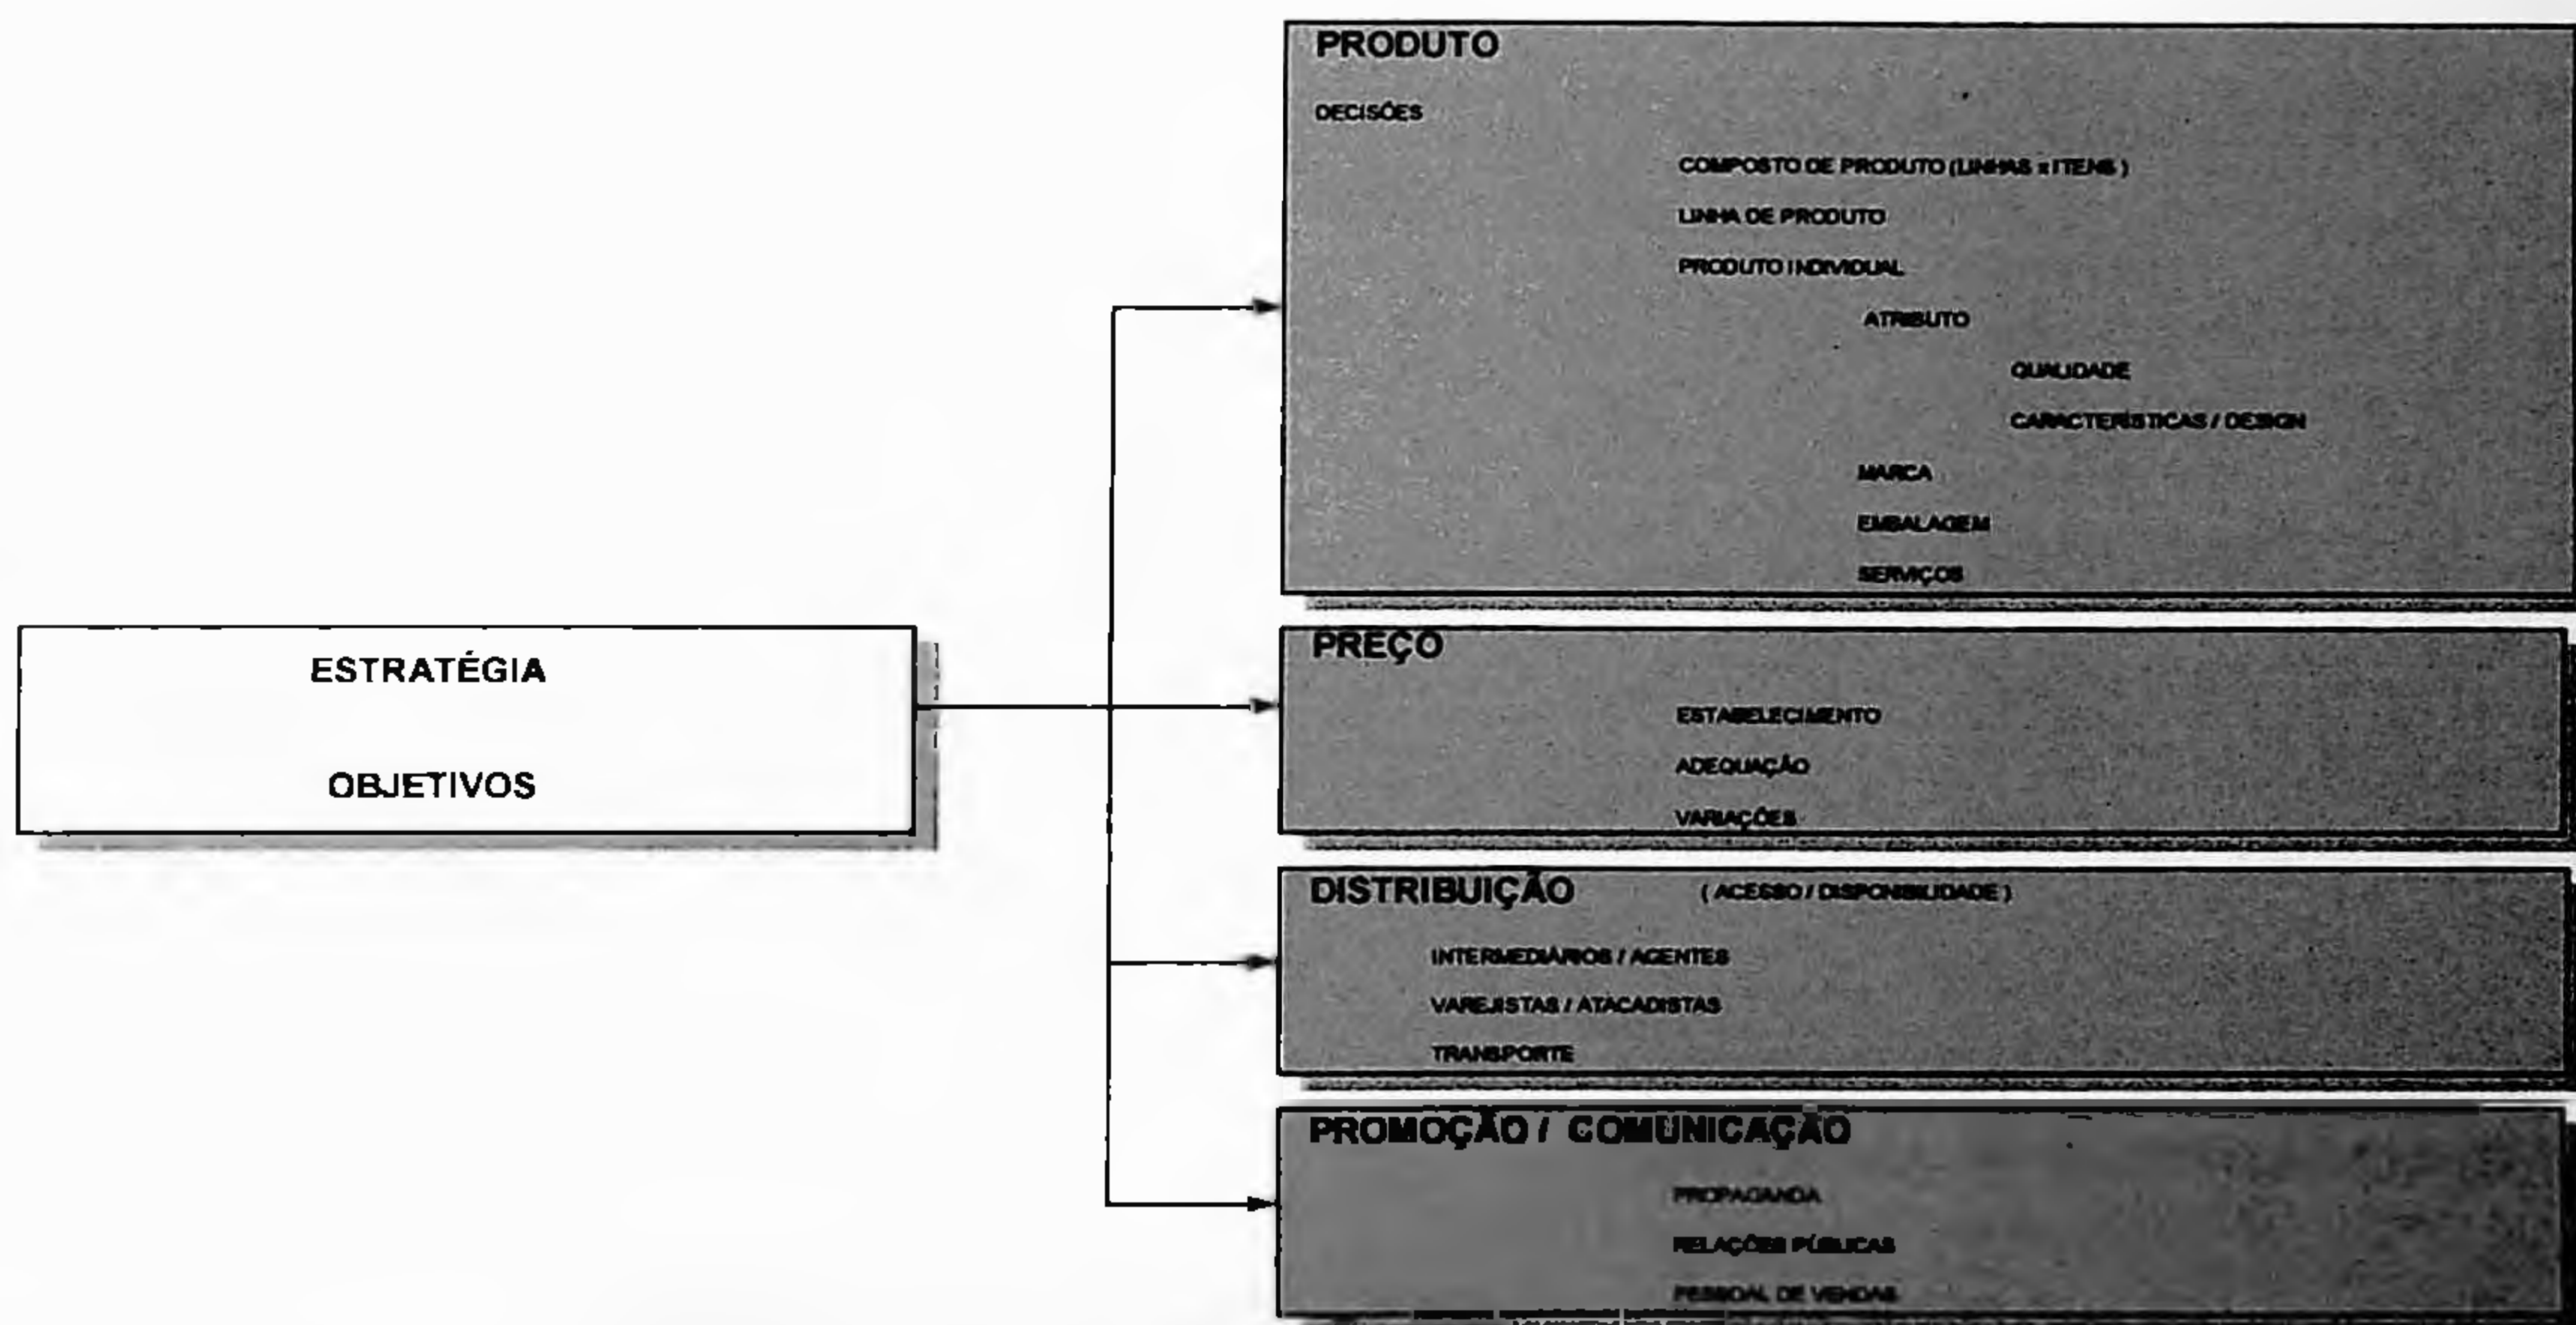 ESTRATÉGIA
OBJETIVOS
PRODUTO
DECISÕES
COMPOSTO DE PRODUTO (LINHAS x ITENS )
LINHA DE PRODUTO
PRODUTO INDIVIDUAL
ATRIBUTO
QUALIDADE
CARACTERÍSTICAS / DESIGN
MARCA
EMBALAGEM
SERVIÇOS
PREÇO
ESTABELECIMENTO
ADEQUAÇÃO
VARIAÇÕES
DISTRIBUIÇÃO ( ACESSO / DISPONIBILIDADE )
INTERMEDIÁRIOS / AGENTES
VAREJISTAS / ATACADISTAS
TRANSPORTE
PROMOÇÃO / COMUNICAÇÃO
PROPAGANDA
RELAÇÕES PÚBLICAS
PESSOAL DE VENDAS